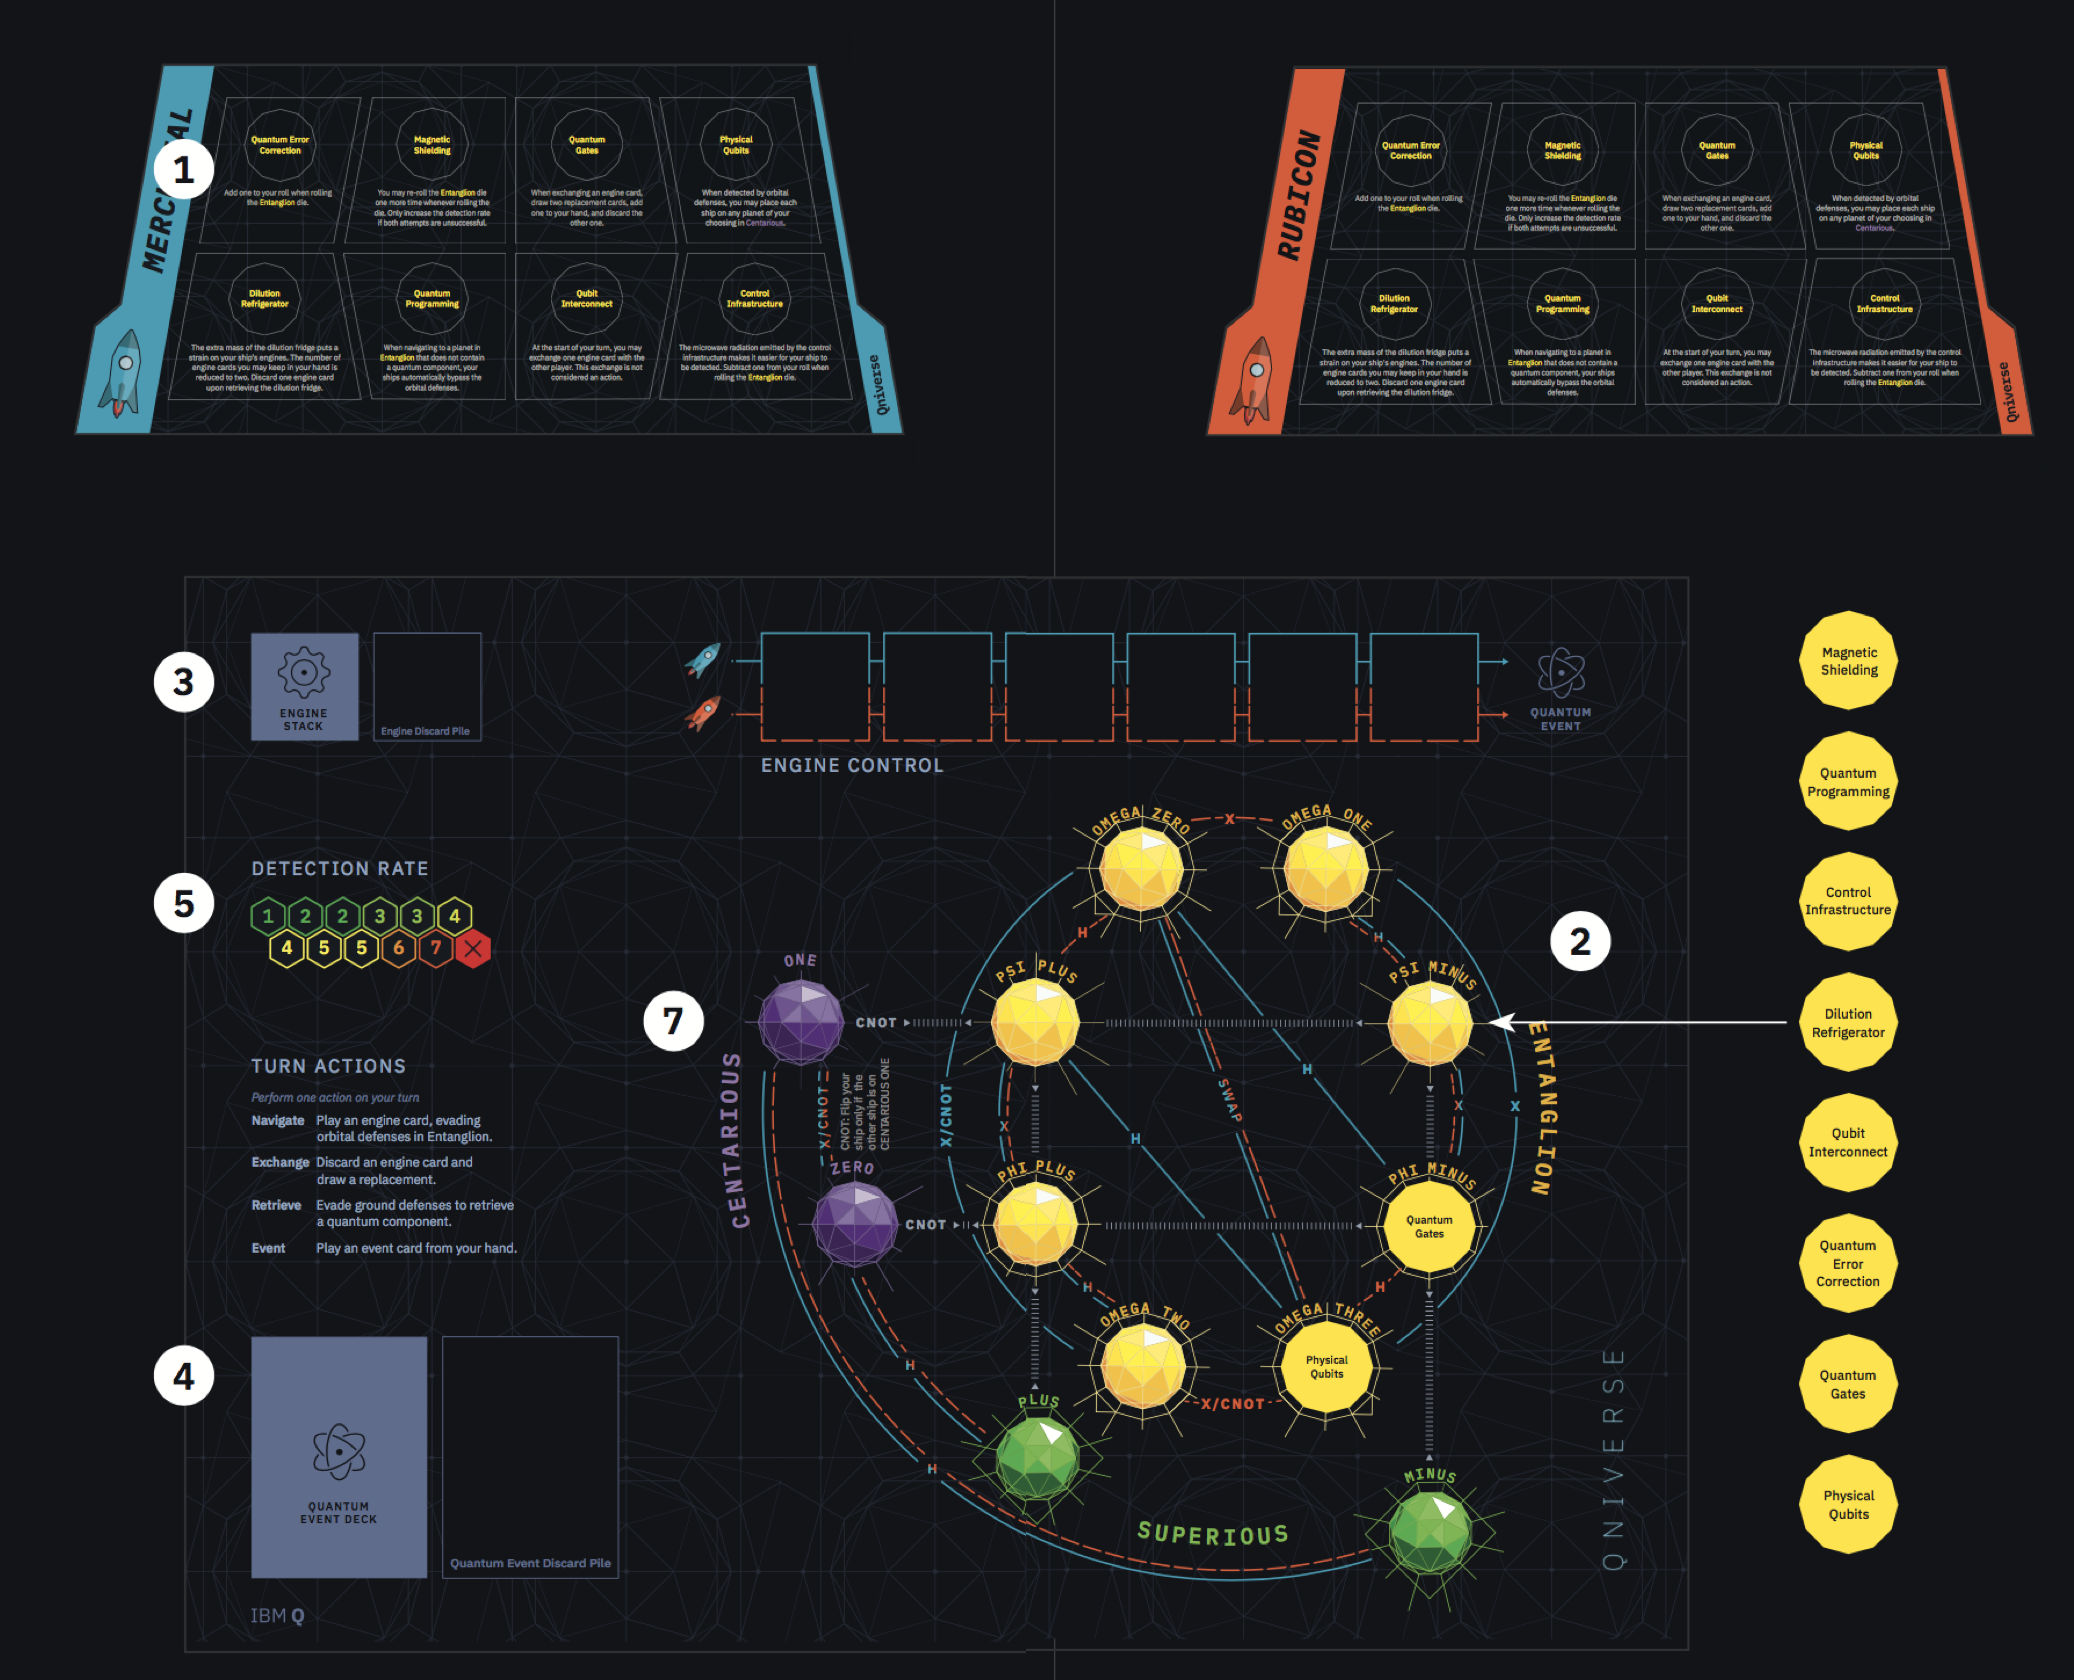 MERC AL
1
Quantum Error
Correction
Add one to your roll when rolling
the Entanglion die.
Magnetic
Shielding
You may re-roll the Entanglion die
one more time whenever rolling the
die. Only increase the detection rate
if both attempts are unsuccessful.
Quantum
Gates
When exchanging an engine card,
draw two replacement cards, add
one to your hand, and discard the
other one.
Physical
Qubits
When detected by orbital
defenses, you may place each
ship on any planet of your
choosing in Centarious.
Dilution
Refrigerator
The extra mass of the dilution fridge puts a
strain on your ship's engines. The number of
engine cards you may keep in your hand is
reduced to two. Discard one engine card
upon retrieving the dilution fridge.
Quantum
Programming
When navigating to a planet in
Entanglion that does not contain
a quantum component, your
ships automatically bypass the
orbital defenses.
Qubit
Interconnect
At the start of your turn, you may
exchange one engine card with the
other player. This exchange is not
considered an action.
Control
Infrastructure
The microwave radiation emitted by the control
infrastructure makes it easier for your ship to
be detected. Subtract one from your roll when
rolling the Entanglion die.
Qniverse
RUBICON
Quantum Error
Correction
Add one to your roll when rolling
the Entanglion die.
Magnetic
Shielding
You may re-roll the Entanglion die
one more time whenever rolling the
die. Only increase the detection rate
if both attempts are unsuccessful.
Quantum
Gates
When exchanging an engine card,
draw two replacement cards, add
one to your hand, and discard the
other one.
Physical
Qubits
When detected by orbital
defenses, you may place each ship
on any planet of your choosing in
Centarious.
Dilution
Refrigerator
The extra mass of the dilution fridge puts a
strain on your ship's engines. The number of
engine cards you may keep in your hand is
reduced to two. Discard one engine card
upon retrieving the dilution fridge.
Quantum
Programming
When navigating to a planet in
Entanglion that does not contain a
quantum component, your ships
automatically bypass the orbital
defenses.
Qubit
Interconnect
At the start of your turn, you may
exchange one engine card with the
other player. This exchange is not
considered an action.
Control
Infrastructure
The microwave radiation emitted by the control
infrastructure makes it easier for your ship to
be detected. Subtract one from your roll when
rolling the Entanglion die.
Qniverse
3
ENGINE
STACK
Engine Discard Pile
ENGINE CONTROL
QUANTUM
EVENT
5
DETECTION RATE
1 2 2 3 3 4
4 5 5 6 7
TURN ACTIONS
Perform one action on your turn
Navigate Play an engine card, evading
orbital defenses in Entanglion.
Exchange Discard an engine card and
draw a replacement.
Retrieve Evade ground defenses to retrieve
a quantum component.
Event Play an event card from your hand.
4
QUANTUM
EVENT DECK
Quantum Event Discard Pile
IBM Q
7
2
OMEGA ZERO
X
OMEGA ONE
H
H
ONE
PSI PLUS
PSI MINUS
CNOT
CENTARIOUS
X/CNOT
CNOT: Flip your
ship only if the
other ship is on
CENTARIOUS ONE
X/CNOT
X
H
SWAP
H
X
X
ENTANGLION
ZERO
PHI PLUS
PHI MINUS
CNOT
Quantum
Gates
H
H
OMEGA TWO
OMEGA THREE
Physical
Qubits
X/CNOT
H
H
PLUS
MINUS
SUPERIOUS
QNIVERSE
Magnetic
Shielding
Quantum
Programming
Control
Infrastructure
Dilution
Refrigerator
Qubit
Interconnect
Quantum
Error
Correction
Quantum
Gates
Physical
Qubits